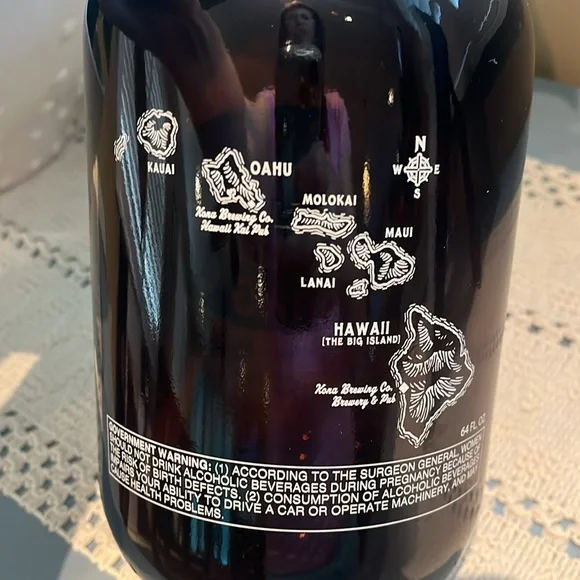 N
W E
S
KAUAI
OAHU
Kona Brewing Co.
Hawaii Kai Pub
MOLOKAI
MAUI
LANAI
HAWAII
(THE BIG ISLAND)
Kona Brewing Co.
Brewery & Pub
64 FL OZ.
GOVERNMENT WARNING: (1) ACCORDING TO THE SURGEON GENERAL, WOMEN
SHOULD NOT DRINK ALCOHOLIC BEVERAGES DURING PREGNANCY BECAUSE OF
THE RISK OF BIRTH DEFECTS. (2) CONSUMPTION OF ALCOHOLIC BEVERAGES
IMPAIRS YOUR ABILITY TO DRIVE A CAR OR OPERATE MACHINERY, AND MAY
CAUSE HEALTH PROBLEMS.